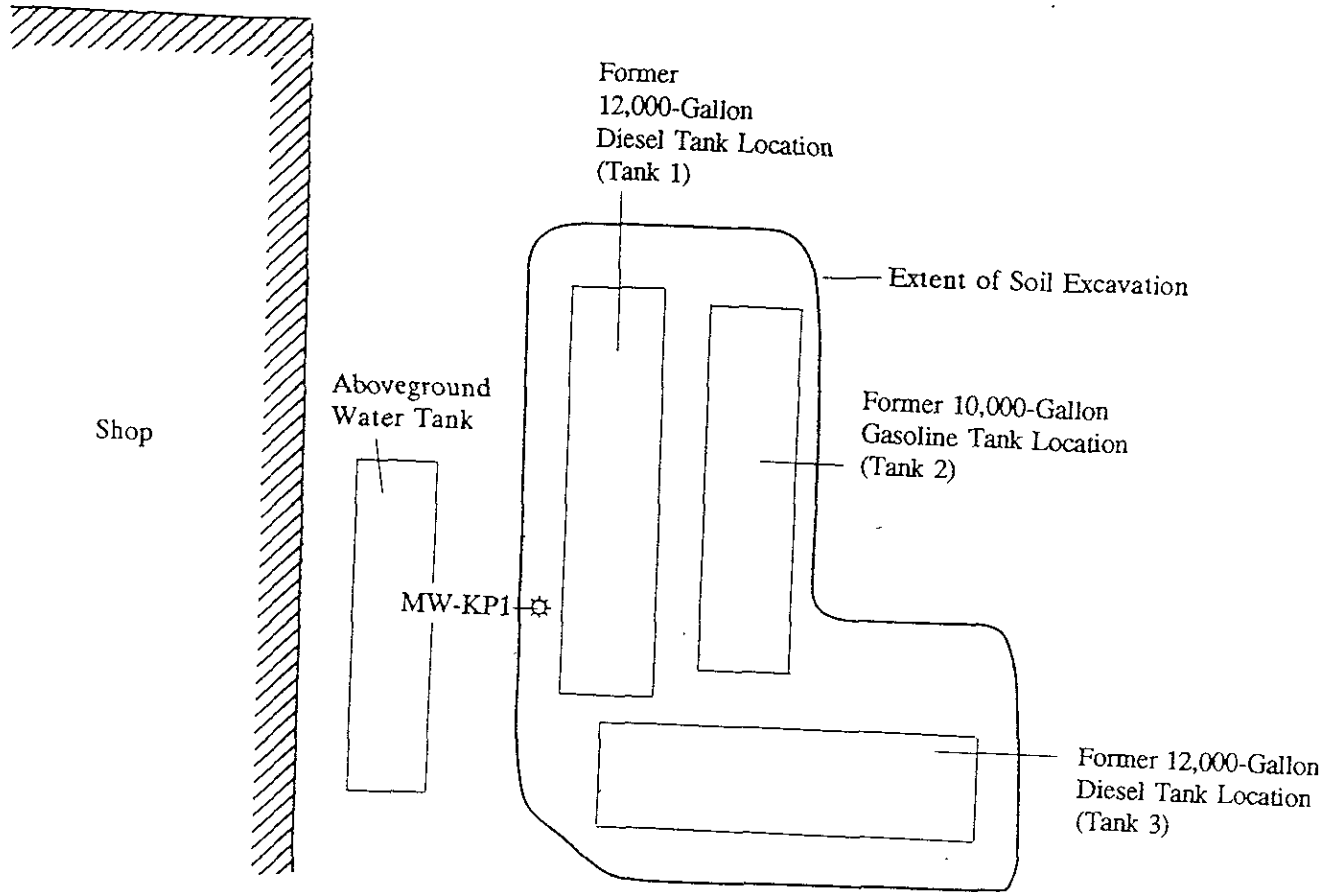 Former
12,000-Gallon
Diesel Tank Location
(Tank 1)
Extent of Soil Excavation
Aboveground
Water Tank
Former 10,000-Gallon
Gasoline Tank Location
(Tank 2)
Shop
MW-KP1
Former 12,000-Gallon
Diesel Tank Location
(Tank 3)